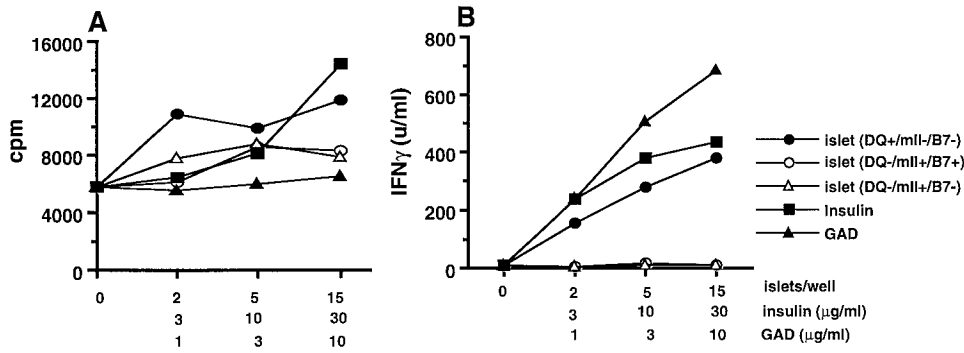 A
cpm
16000
12000
8000
4000
0
0 2 5 15
3 10 30
1 3 10
B
IFNγ (u/ml)
800
600
400
200
0
0 2 5 15 islets/well
3 10 30 insulin (μg/ml)
1 3 10 GAD (μg/ml)
islet (DQ+/mII-/B7-)
islet (DQ-/mII+/B7+)
islet (DQ-/mII+/B7-)
Insulin
GAD